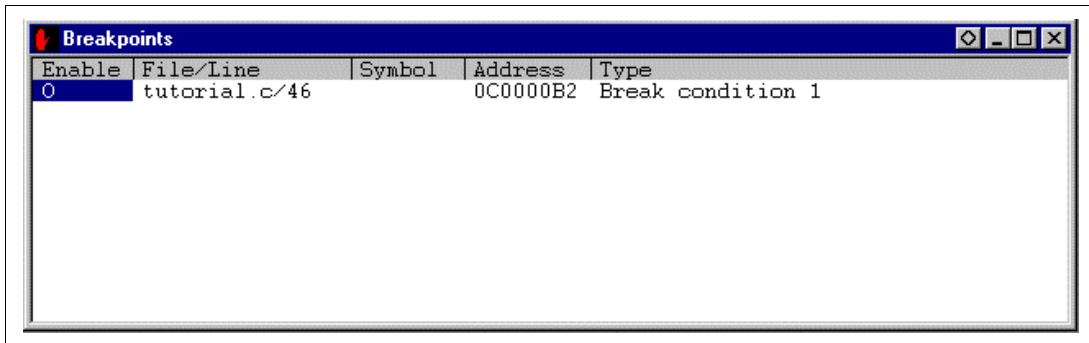 Breakpoints
Enable File/Line Symbol Address Type
O tutorial.c/46 0C0000B2 Break condition 1